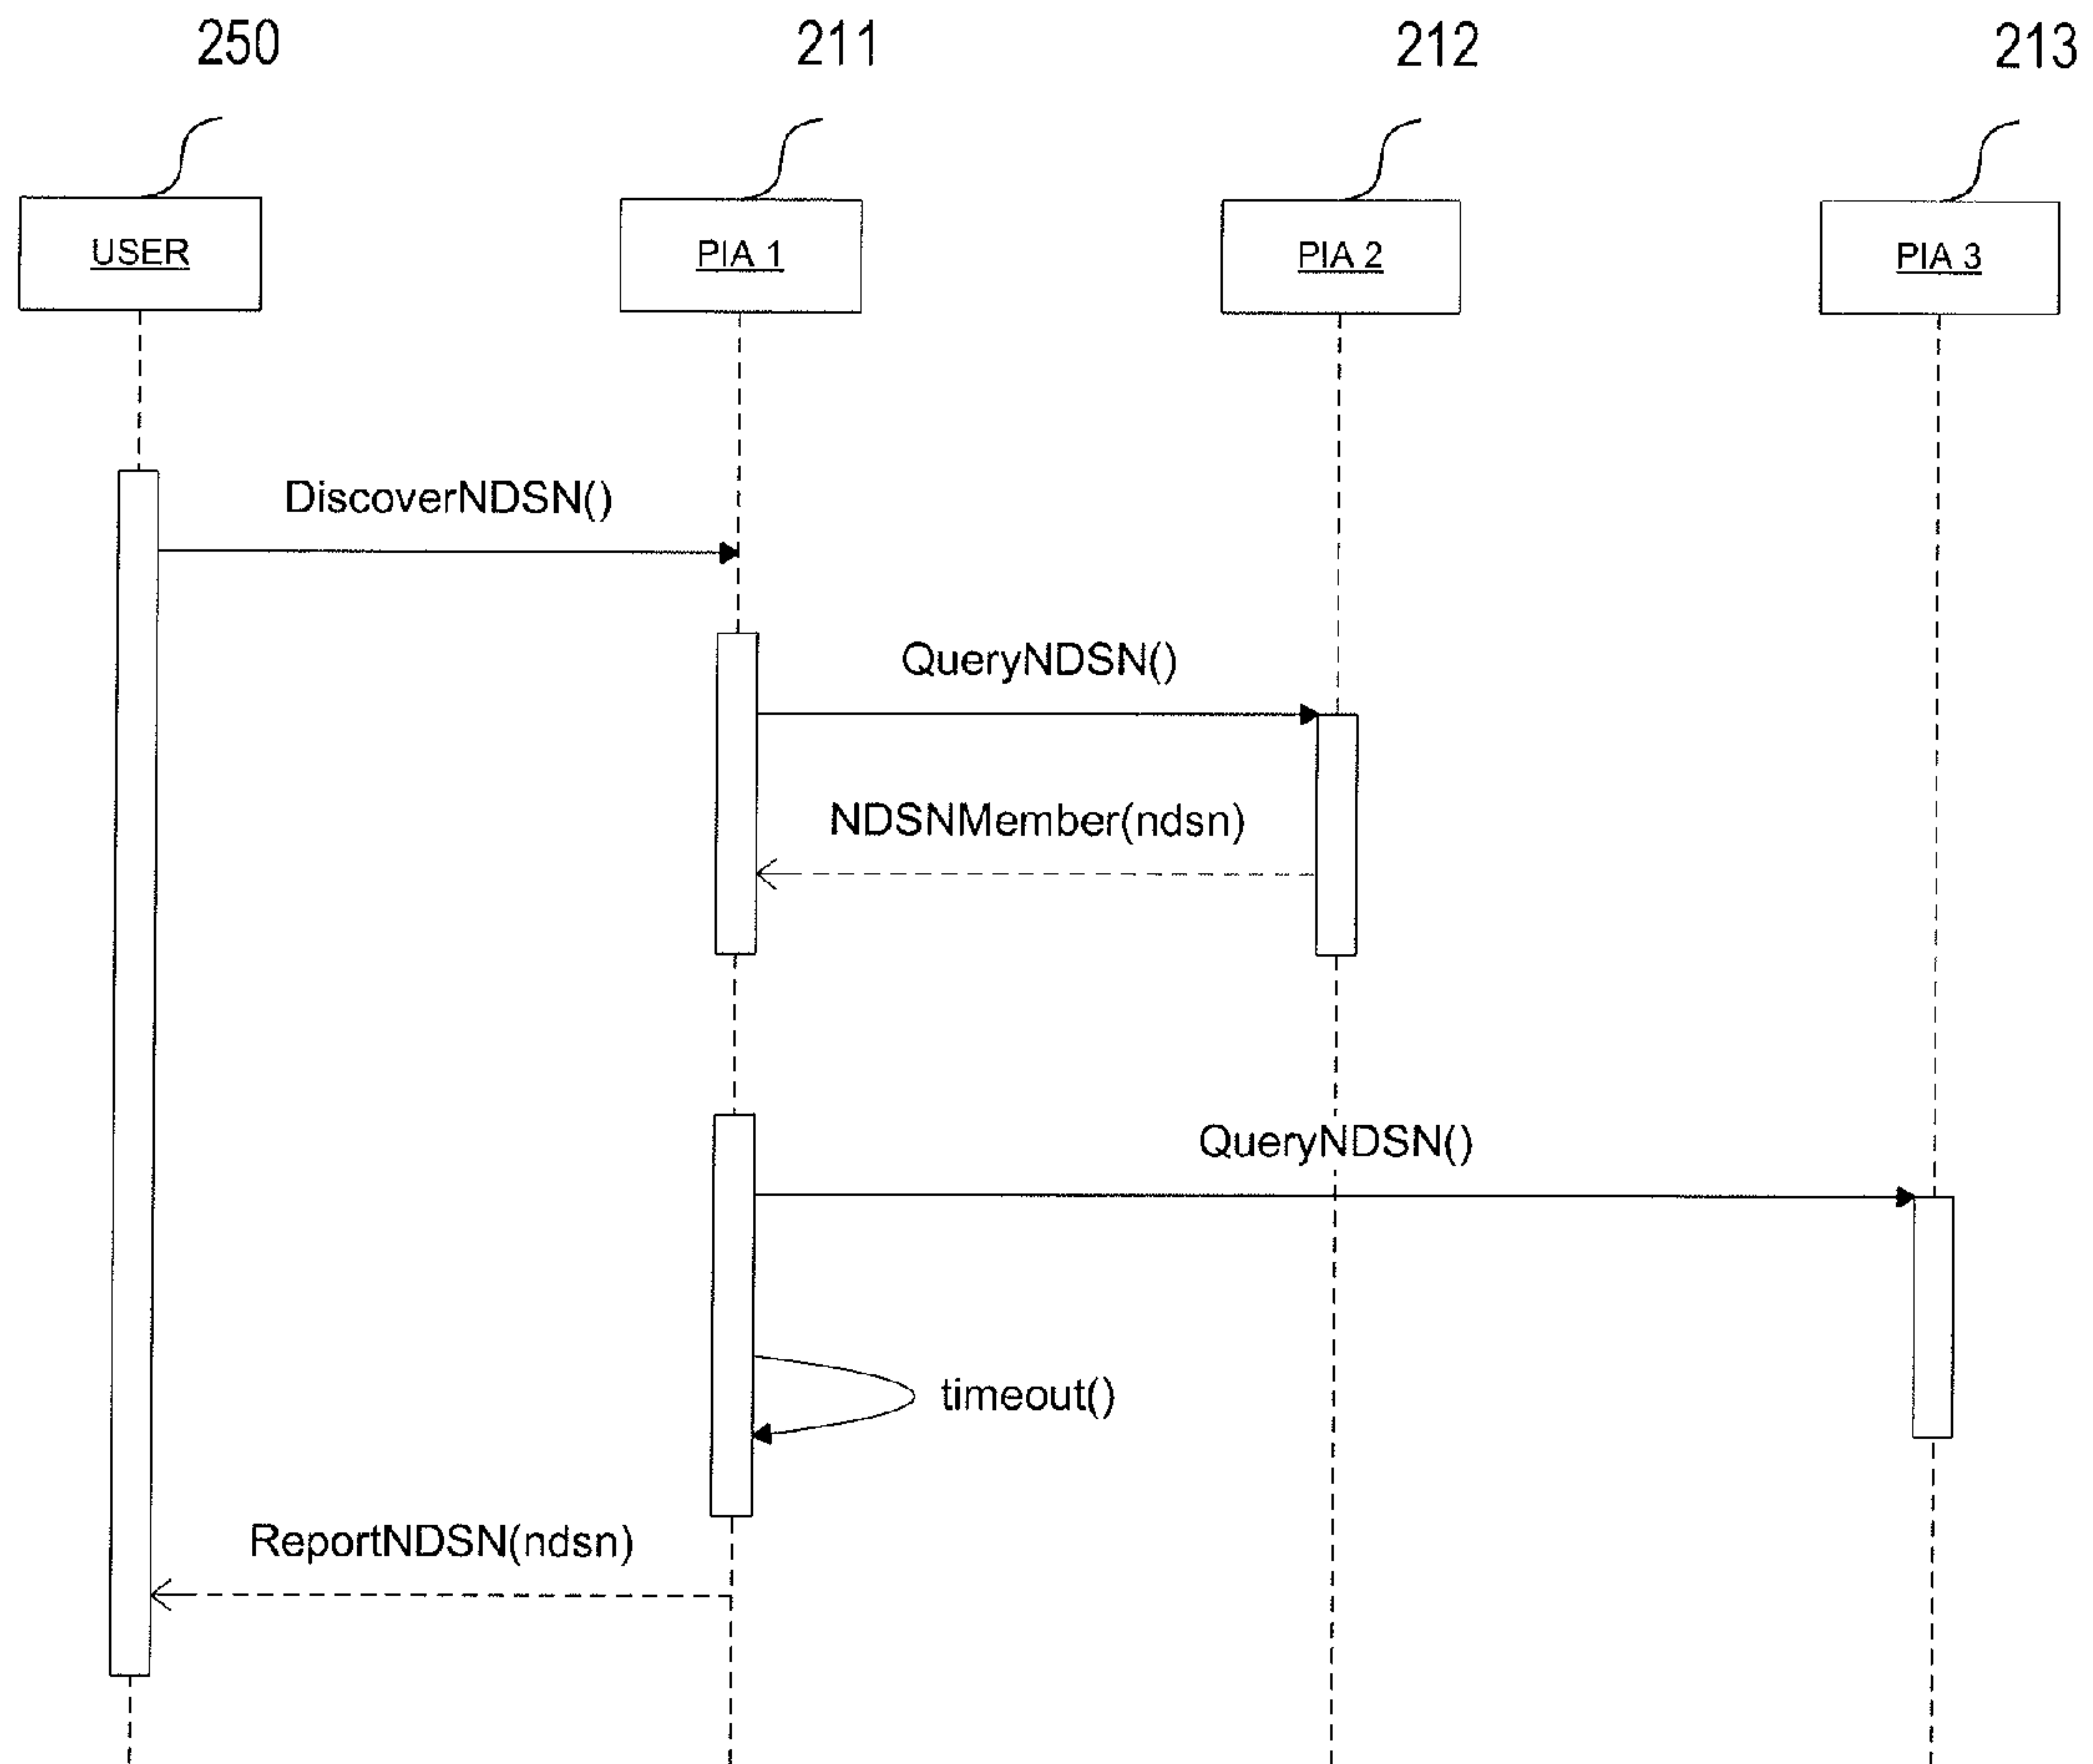 250 211 212 213
USER PIA 1 PIA 2 PIA 3
DiscoverNDSN()
QueryNDSN()
NDSNMember(ndsn)
QueryNDSN()
timeout()
ReportNDSN(ndsn)